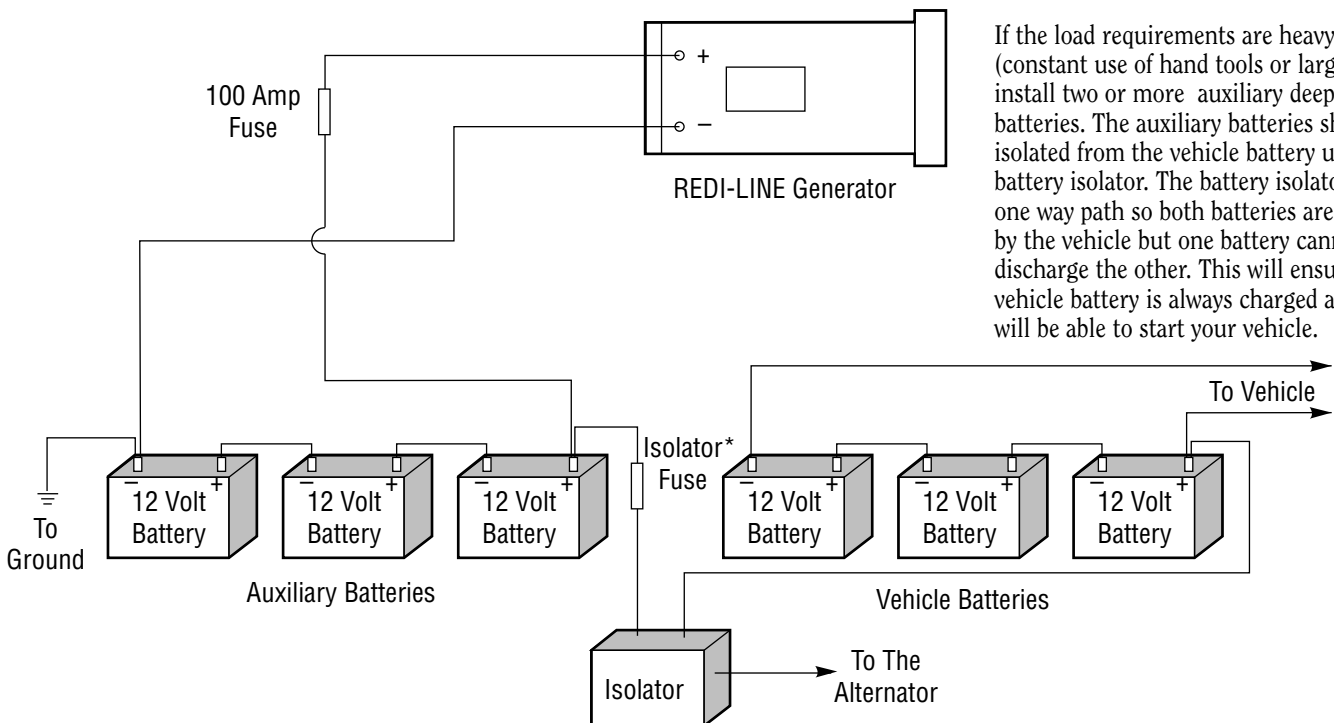 If the load requirements are heavy
(constant use of hand tools or larg
install two or more auxiliary deep
batteries. The auxiliary batteries sh
isolated from the vehicle battery u
battery isolator. The battery isolato
one way path so both batteries are
by the vehicle but one battery cann
discharge the other. This will ensu
vehicle battery is always charged a
will be able to start your vehicle.
100 Amp
Fuse
+
−
REDI-LINE Generator
To Vehicle
Isolator*
Fuse
− +
12 Volt
Battery
− +
12 Volt
Battery
− +
12 Volt
Battery
− +
12 Volt
Battery
− +
12 Volt
Battery
− +
12 Volt
Battery
To
Ground
Auxiliary Batteries
Vehicle Batteries
Isolator
To The
Alternator